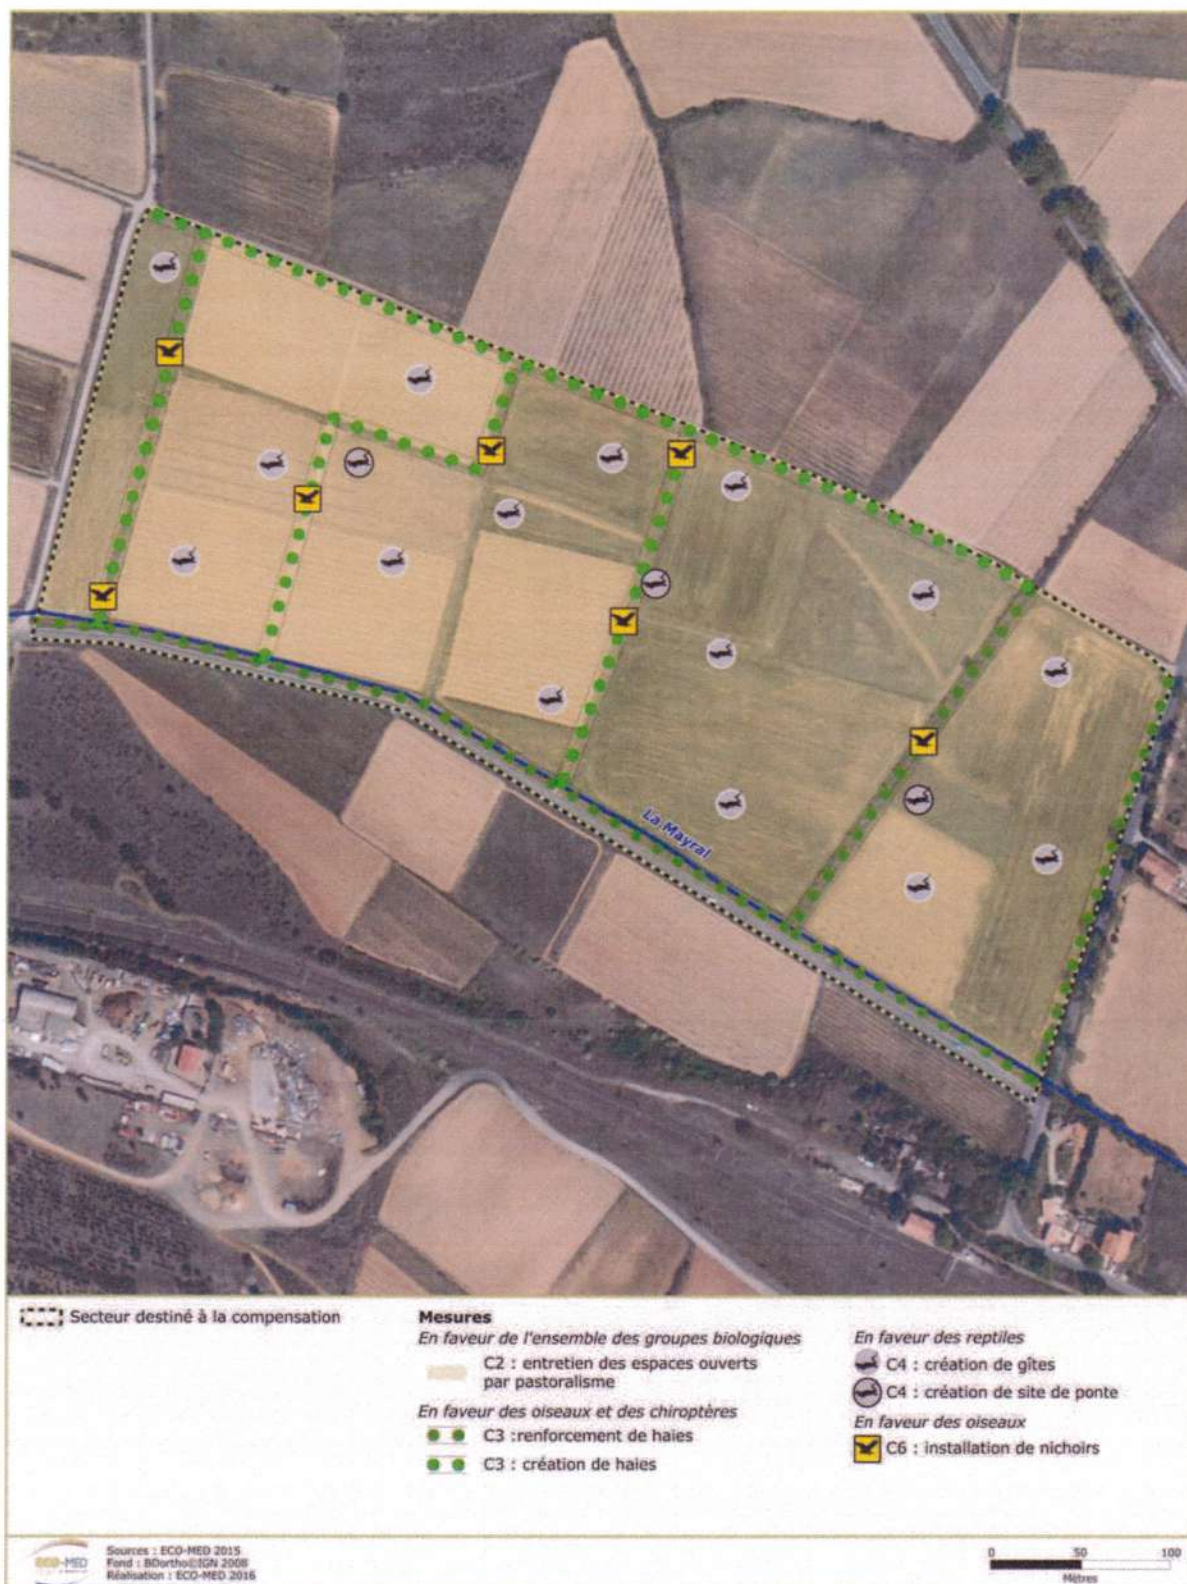 La Mayral
Secteur destiné à la compensation
Mesures
En faveur de l'ensemble des groupes biologiques
C2 : entretien des espaces ouverts
par pastoralisme
En faveur des oiseaux et des chiroptères
C3 :renforcement de haies
C3 : création de haies
En faveur des reptiles
C4 : création de gîtes
C4 : création de site de ponte
En faveur des oiseaux
C6 : installation de nichoirs
ECO-MED
Sources : ECO-MED 2015
Fond : BDortho©IGN 2008
Réalisation : ECO-MED 2016
0 50 100
Mètres